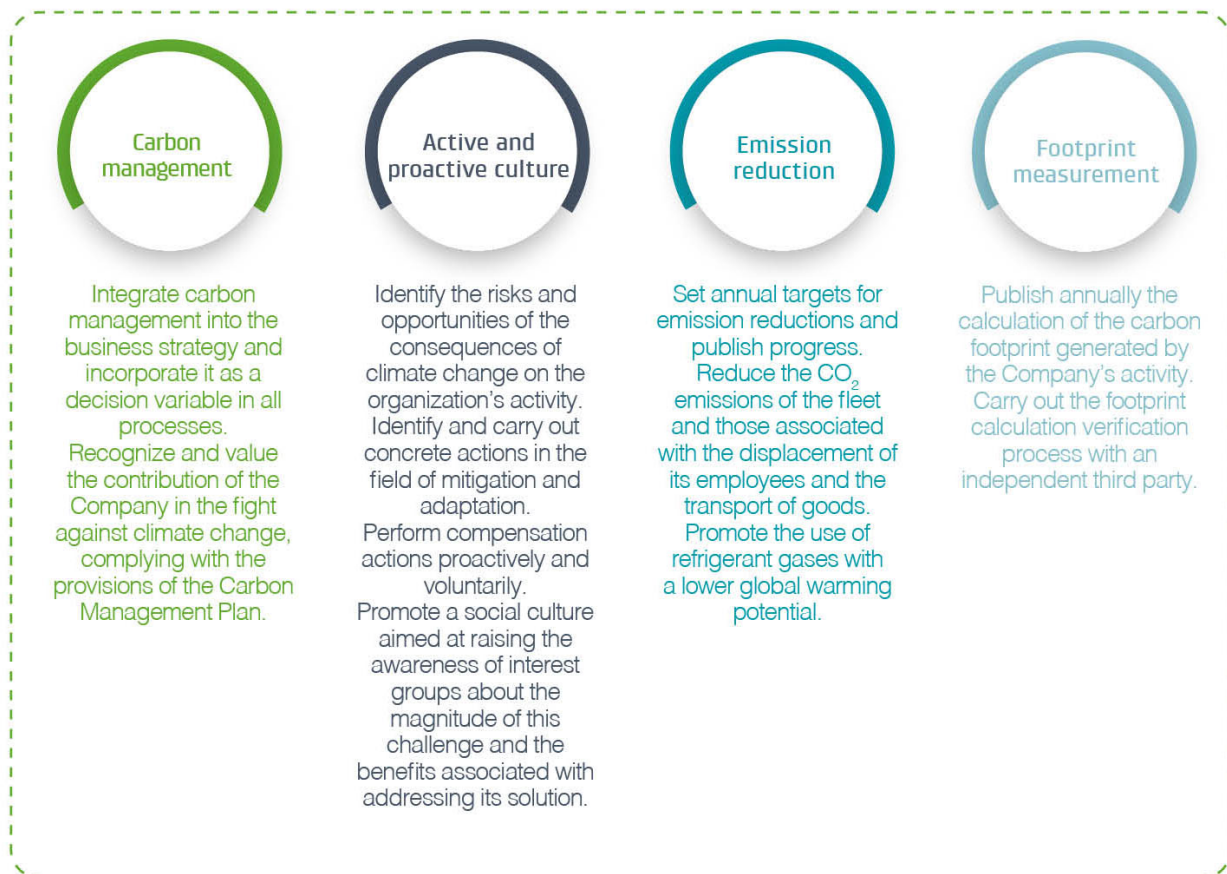 Carbon
management
Integrate carbon
management into the
business strategy and
incorporate it as a
decision variable in all
processes.
Recognize and value
the contribution of the
Company in the fight
against climate change,
complying with the
provisions of the Carbon
Management Plan.
Active and
proactive culture
Identify the risks and
opportunities of the
consequences of
climate change on the
organization's activity.
Identify and carry out
concrete actions in the
field of mitigation and
adaptation.
Perform compensation
actions proactively and
voluntarily.
Promote a social culture
aimed at raising the
awareness of interest
groups about the
magnitude of this
challenge and the
benefits associated with
addressing its solution.
Emission
reduction
Set annual targets for
emission reductions and
publish progress.
Reduce the CO₂
emissions of the fleet
and those associated
with the displacement of
its employees and the
transport of goods.
Promote the use of
refrigerant gases with
a lower global warming
potential.
Footprint
measurement
Publish annually the
calculation of the carbon
footprint generated by
the Company's activity.
Carry out the footprint
calculation verification
process with an
independent third party.